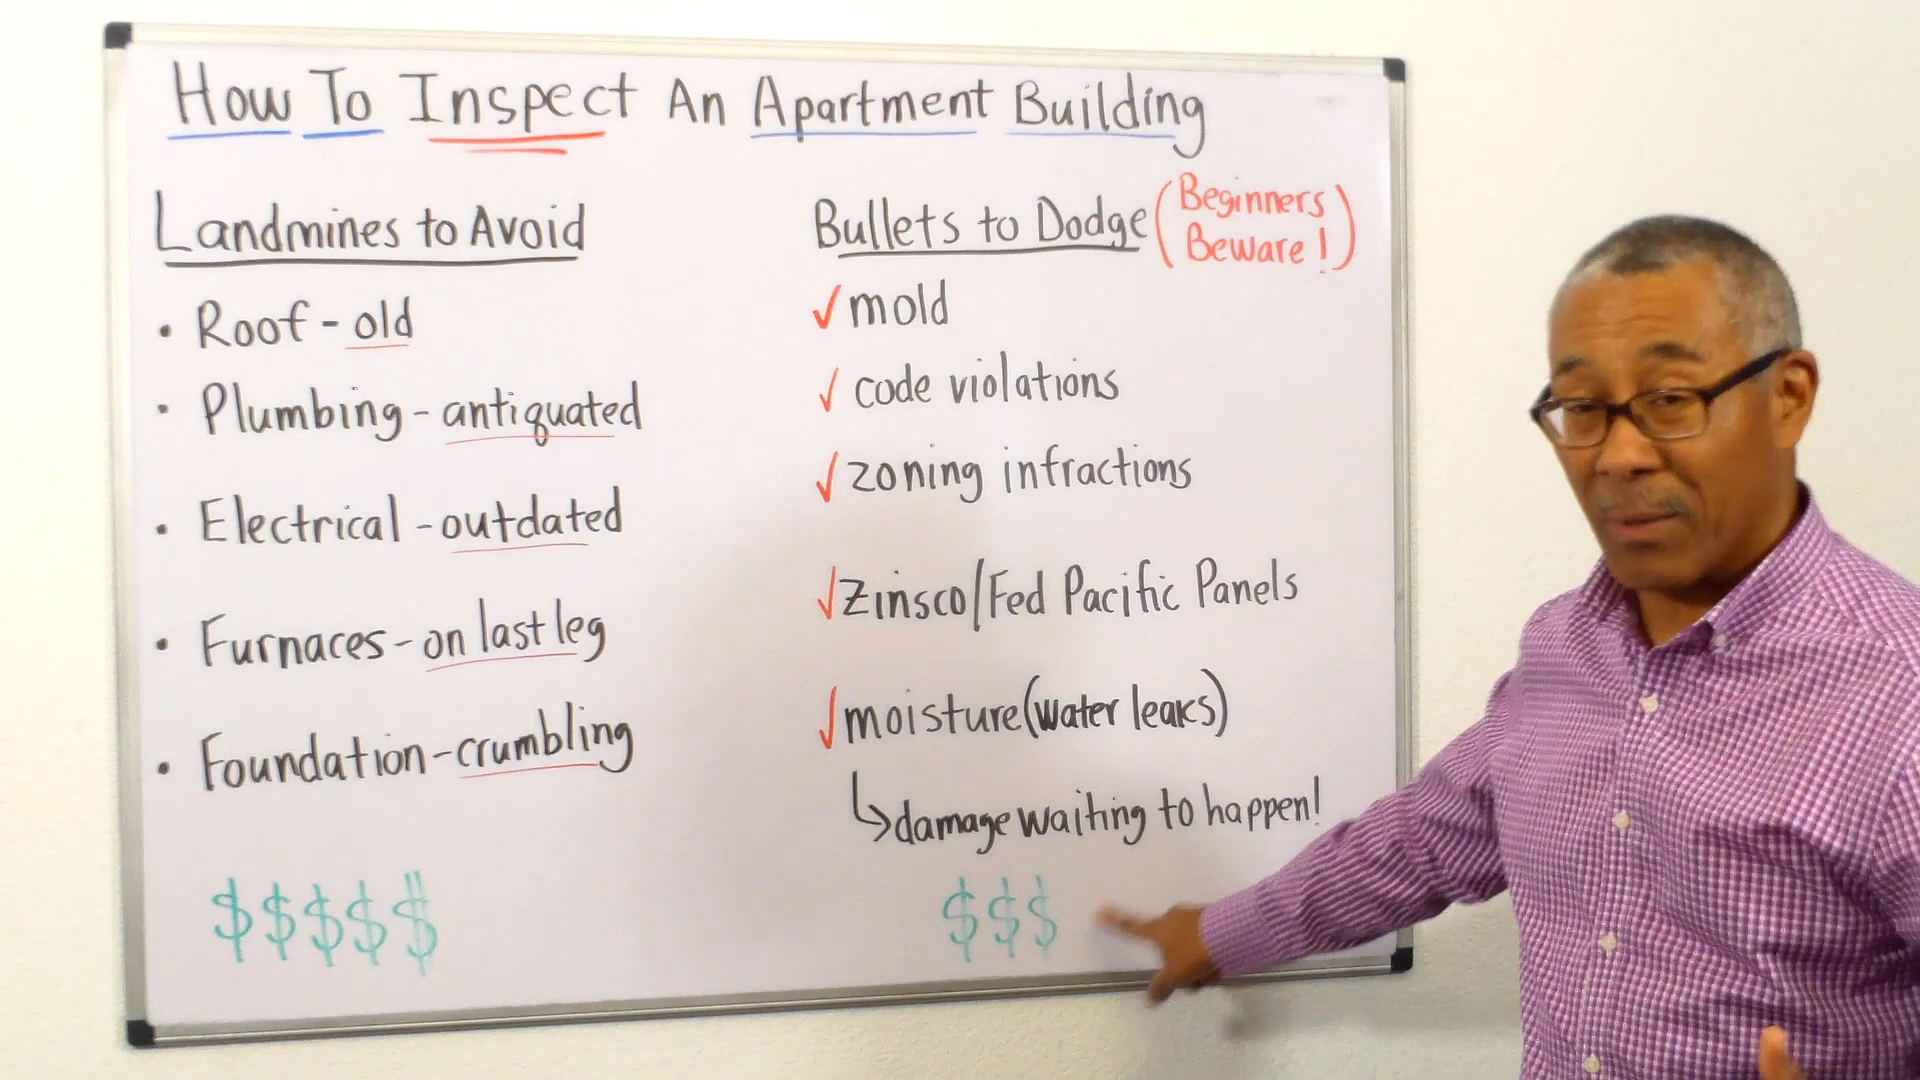 How To Inspect An Apartment Building
Landmines to Avoid
• Roof - old
• Plumbing - antiquated
• Electrical - outdated
• Furnaces - on last leg
• Foundation - crumbling
$$$$$
Bullets to Dodge (Beginners
Beware!)
✓ mold
✓ code violations
✓ zoning infractions
✓ Zinsco/Fed Pacific Panels
✓ moisture (water leaks)
↳ damage waiting to happen!
$$$